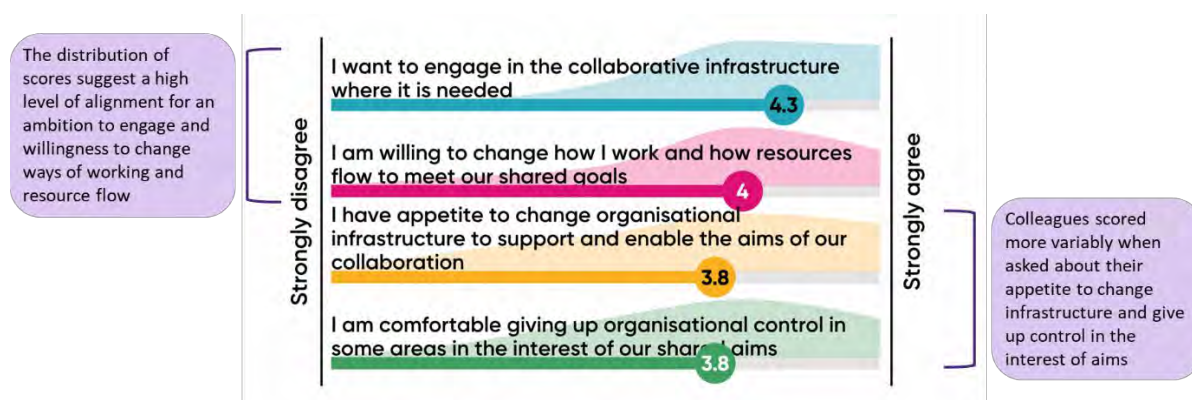 The distribution of
scores suggest a high
level of alignment for an
ambition to engage and
willingness to change
ways of working and
resource flow
Strongly disagree
I want to engage in the collaborative infrastructure
where it is needed
4.3
I am willing to change how I work and how resources
flow to meet our shared goals
4
I have appetite to change organisational
infrastructure to support and enable the aims of our
collaboration
3.8
I am comfortable giving up organisational control in
some areas in the interest of our shared aims
3.8
Strongly agree
Colleagues scored
more variably when
asked about their
appetite to change
infrastructure and give
up control in the
interest of aims